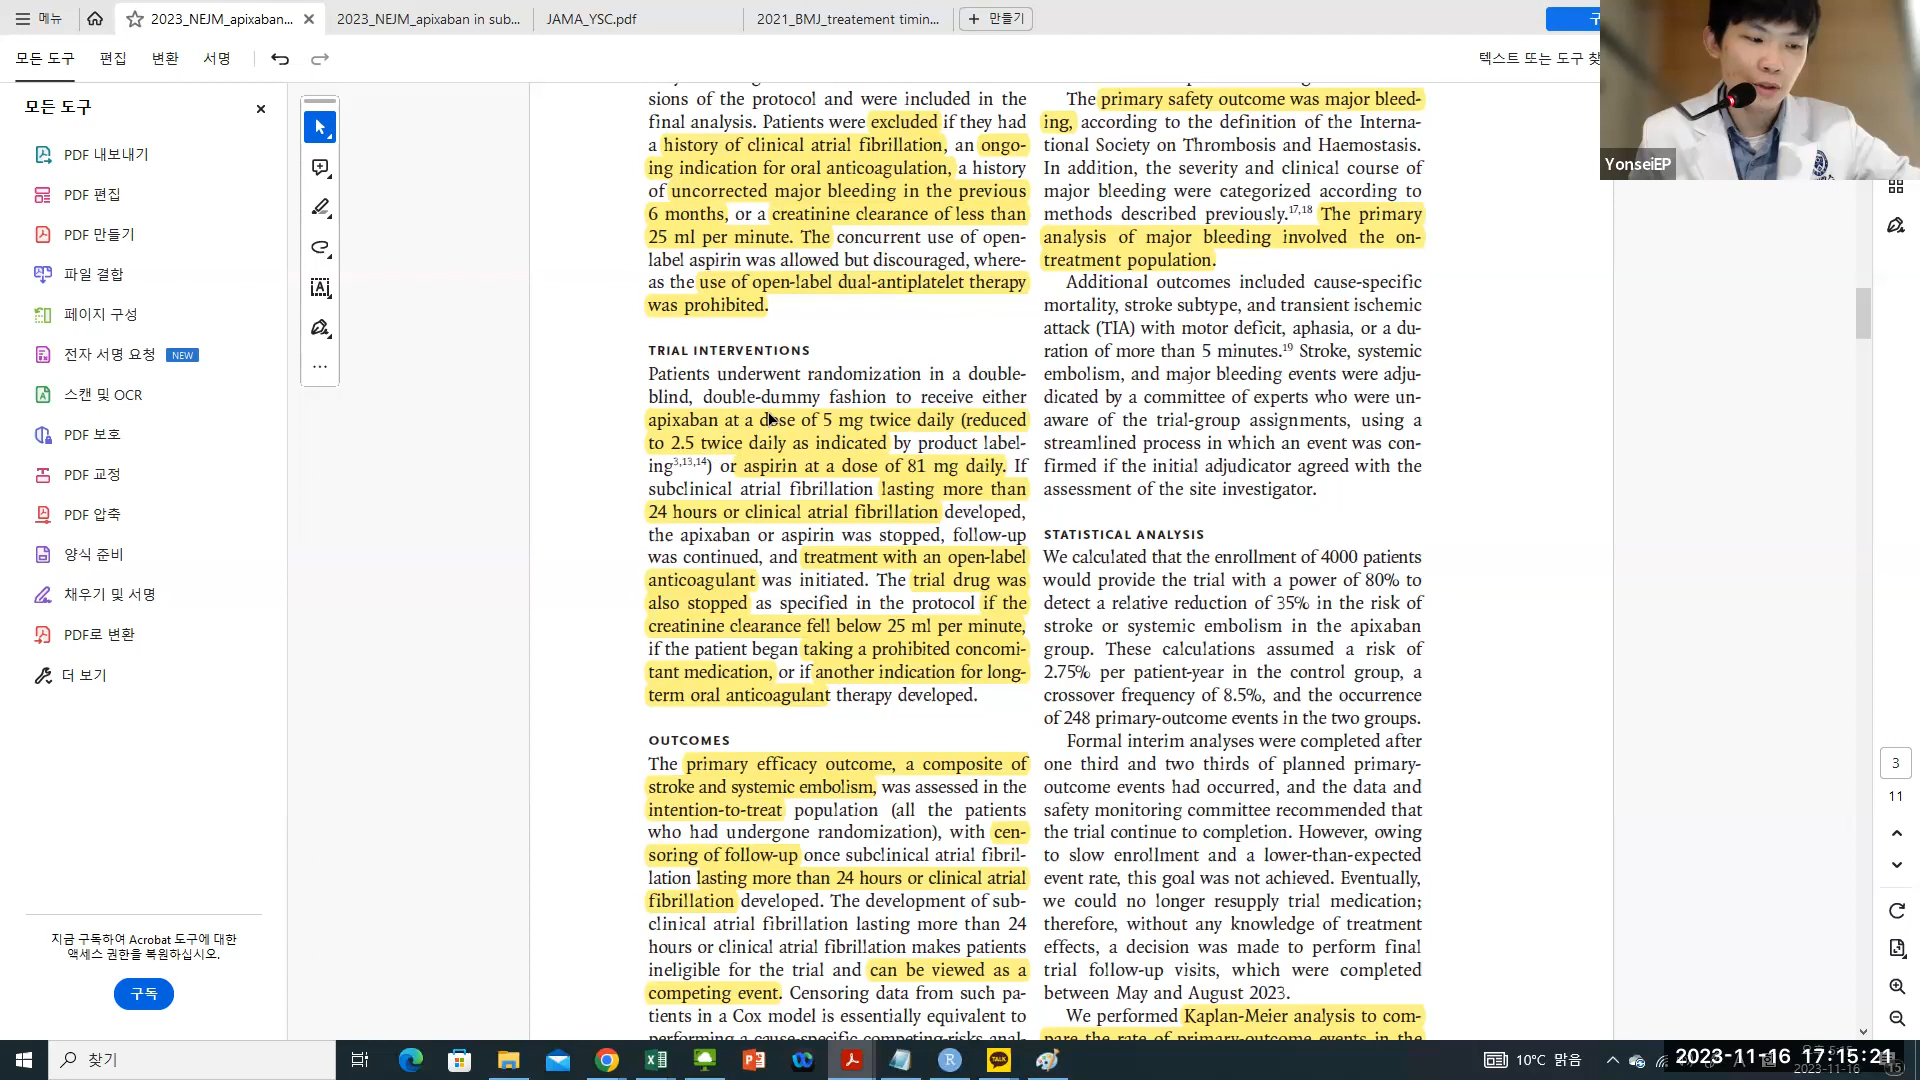 메뉴
2023_NEJM_apixaban...
2023_NEJM_apixaban in sub...
JAMA_YSC.pdf
2021_BMJ_treatement timin...
만들기
모든 도구
편집
변환
서명
텍스트 또는 도구 찾
YonseiEP
모든 도구
PDF 내보내기
PDF 편집
PDF 만들기
파일 결합
페이지 구성
전자 서명 요청 NEW
스캔 및 OCR
PDF 보호
PDF 교정
PDF 압축
양식 준비
채우기 및 서명
PDF로 변환
더 보기
지금 구독하여 Acrobat 도구에 대한
액세스 권한을 복원하십시오.
구독
sions of the protocol and were included in the
final analysis. Patients were excluded if they had
a history of clinical atrial fibrillation, an ongo-
ing indication for oral anticoagulation, a history
of uncorrected major bleeding in the previous
6 months, or a creatinine clearance of less than
25 ml per minute. The concurrent use of open-
label aspirin was allowed but discouraged, where-
as the use of open-label dual-antiplatelet therapy
was prohibited.
TRIAL INTERVENTIONS
Patients underwent randomization in a double-
blind, double-dummy fashion to receive either
apixaban at a dose of 5 mg twice daily (reduced
to 2.5 twice daily as indicated by product label-
ing3,13,14) or aspirin at a dose of 81 mg daily. If
subclinical atrial fibrillation lasting more than
24 hours or clinical atrial fibrillation developed,
the apixaban or aspirin was stopped, follow-up
was continued, and treatment with an open-label
anticoagulant was initiated. The trial drug was
also stopped as specified in the protocol if the
creatinine clearance fell below 25 ml per minute,
if the patient began taking a prohibited concomi-
tant medication, or if another indication for long-
term oral anticoagulant therapy developed.
OUTCOMES
The primary efficacy outcome, a composite of
stroke and systemic embolism, was assessed in the
intention-to-treat population (all the patients
who had undergone randomization), with cen-
soring of follow-up once subclinical atrial fibril-
lation lasting more than 24 hours or clinical atrial
fibrillation developed. The development of sub-
clinical atrial fibrillation lasting more than 24
hours or clinical atrial fibrillation makes patients
ineligible for the trial and can be viewed as a
competing event. Censoring data from such pa-
tients in a Cox model is essentially equivalent to
performing a cause-specific competing-risks anal-
The primary safety outcome was major bleed-
ing, according to the definition of the Interna-
tional Society on Thrombosis and Haemostasis.
In addition, the severity and clinical course of
major bleeding were categorized according to
methods described previously.17,18 The primary
analysis of major bleeding involved the on-
treatment population.
Additional outcomes included cause-specific
mortality, stroke subtype, and transient ischemic
attack (TIA) with motor deficit, aphasia, or a du-
ration of more than 5 minutes.19 Stroke, systemic
embolism, and major bleeding events were adju-
dicated by a committee of experts who were un-
aware of the trial-group assignments, using a
streamlined process in which an event was con-
firmed if the initial adjudicator agreed with the
assessment of the site investigator.
STATISTICAL ANALYSIS
We calculated that the enrollment of 4000 patients
would provide the trial with a power of 80% to
detect a relative reduction of 35% in the risk of
stroke or systemic embolism in the apixaban
group. These calculations assumed a risk of
2.75% per patient-year in the control group, a
crossover frequency of 8.5%, and the occurrence
of 248 primary-outcome events in the two groups.
Formal interim analyses were completed after
one third and two thirds of planned primary-
outcome events had occurred, and the data and
safety monitoring committee recommended that
the trial continue to completion. However, owing
to slow enrollment and a lower-than-expected
event rate, this goal was not achieved. Eventually,
we could no longer resupply trial medication;
therefore, without any knowledge of treatment
effects, a decision was made to perform final
trial follow-up visits, which were completed
between May and August 2023.
We performed Kaplan-Meier analysis to com-
pare the rate of primary-outcome events in the
3
11
찾기
10°C 맑음
2023-11-16 17:15:21
2023-11-16